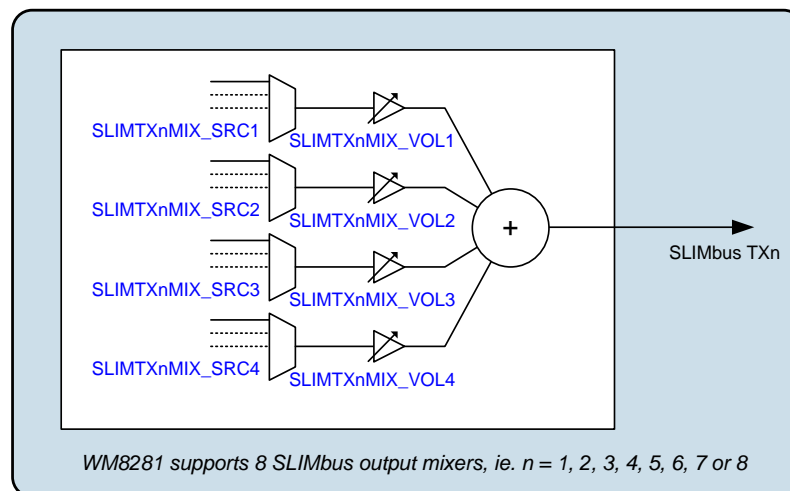 SLIMTXnMIX_SRC1
SLIMTXnMIX_VOL1
SLIMTXnMIX_SRC2
SLIMTXnMIX_VOL2
+
SLIMbus TXn
SLIMTXnMIX_SRC3
SLIMTXnMIX_VOL3
SLIMTXnMIX_SRC4
SLIMTXnMIX_VOL4
WM8281 supports 8 SLIMbus output mixers, ie. n = 1, 2, 3, 4, 5, 6, 7 or 8